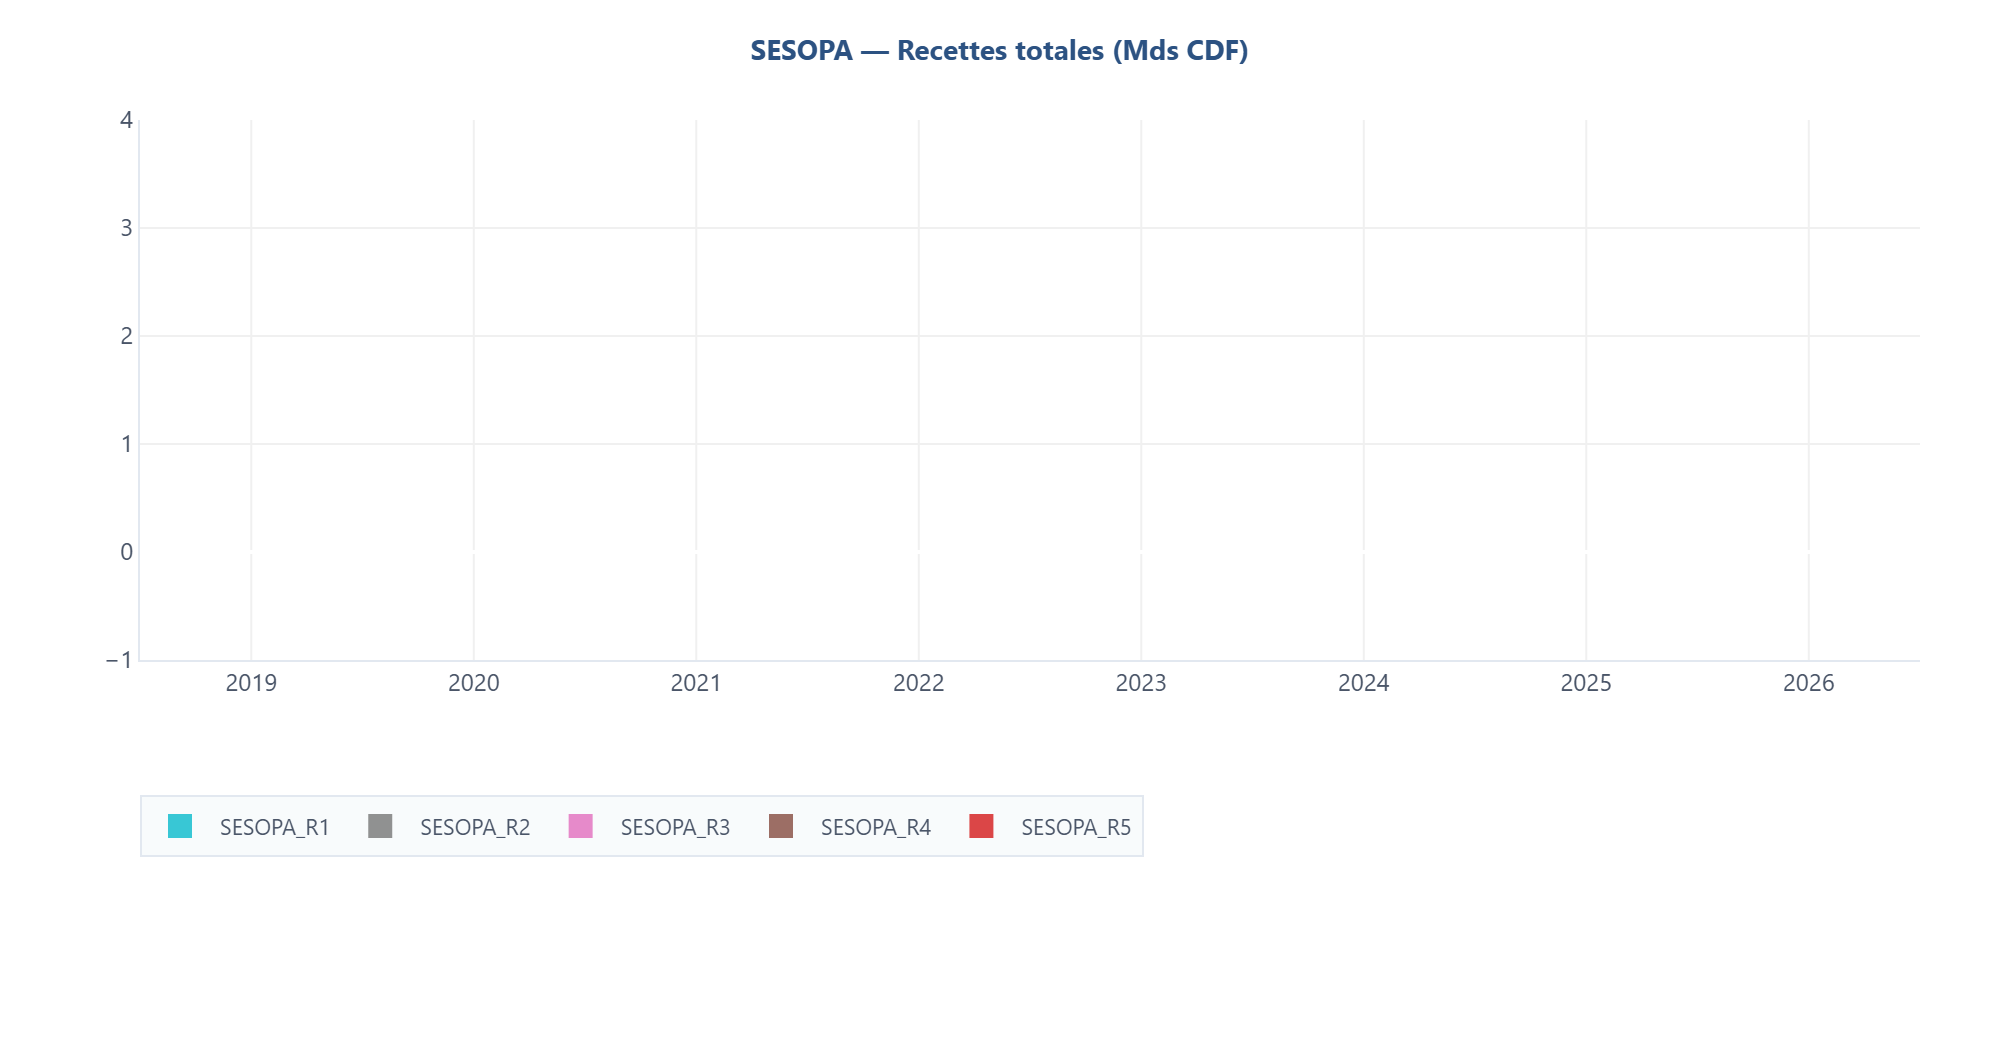 SESOPA — Recettes totales (Mds CDF)
4
3
2
1
0
−1
2019 2020 2021 2022 2023 2024 2025 2026
SESOPA_R1 SESOPA_R2 SESOPA_R3 SESOPA_R4 SESOPA_R5